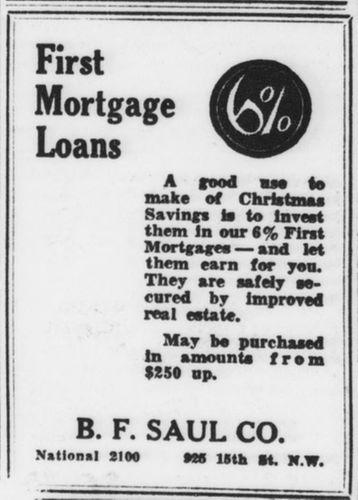 First
Mortgage
Loans
6%
A good use to
make of Christmas
Savings is to invest
them in our 6% First
Mortgages — and let
them earn for you.
They are safely se-
cured by improved
real estate.
May be purchased
in amounts from
$250 up.
B. F. SAUL CO.
National 2100 925 15th St. N.W.